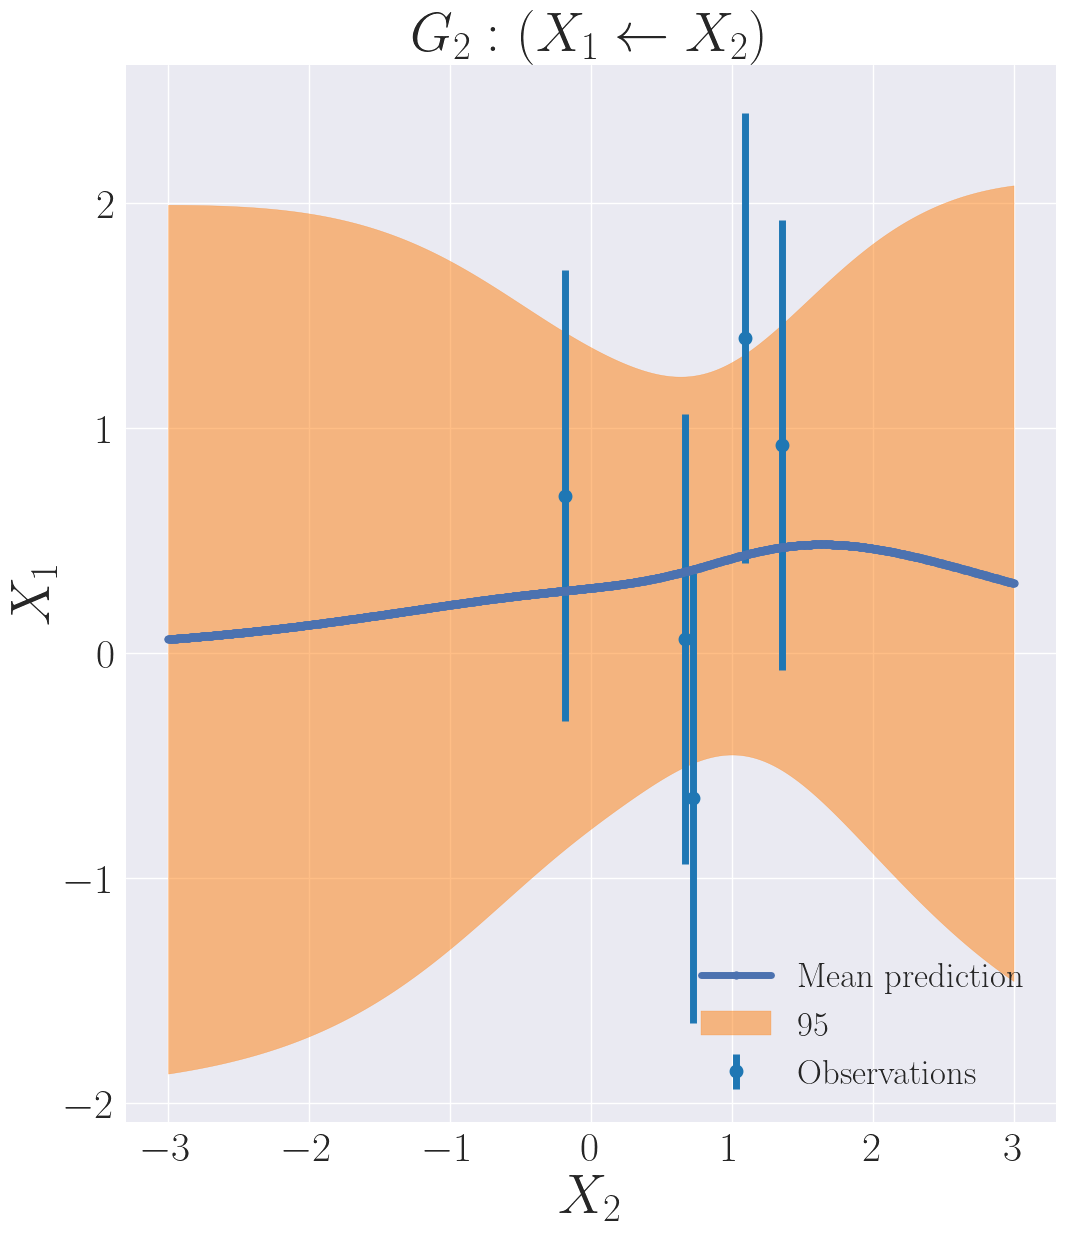 G₂ : (X₁ ← X₂)
X₁
2
1
0
−1
−2
−3 −2 −1 0 1 2 3
X₂
Mean prediction
95
Observations